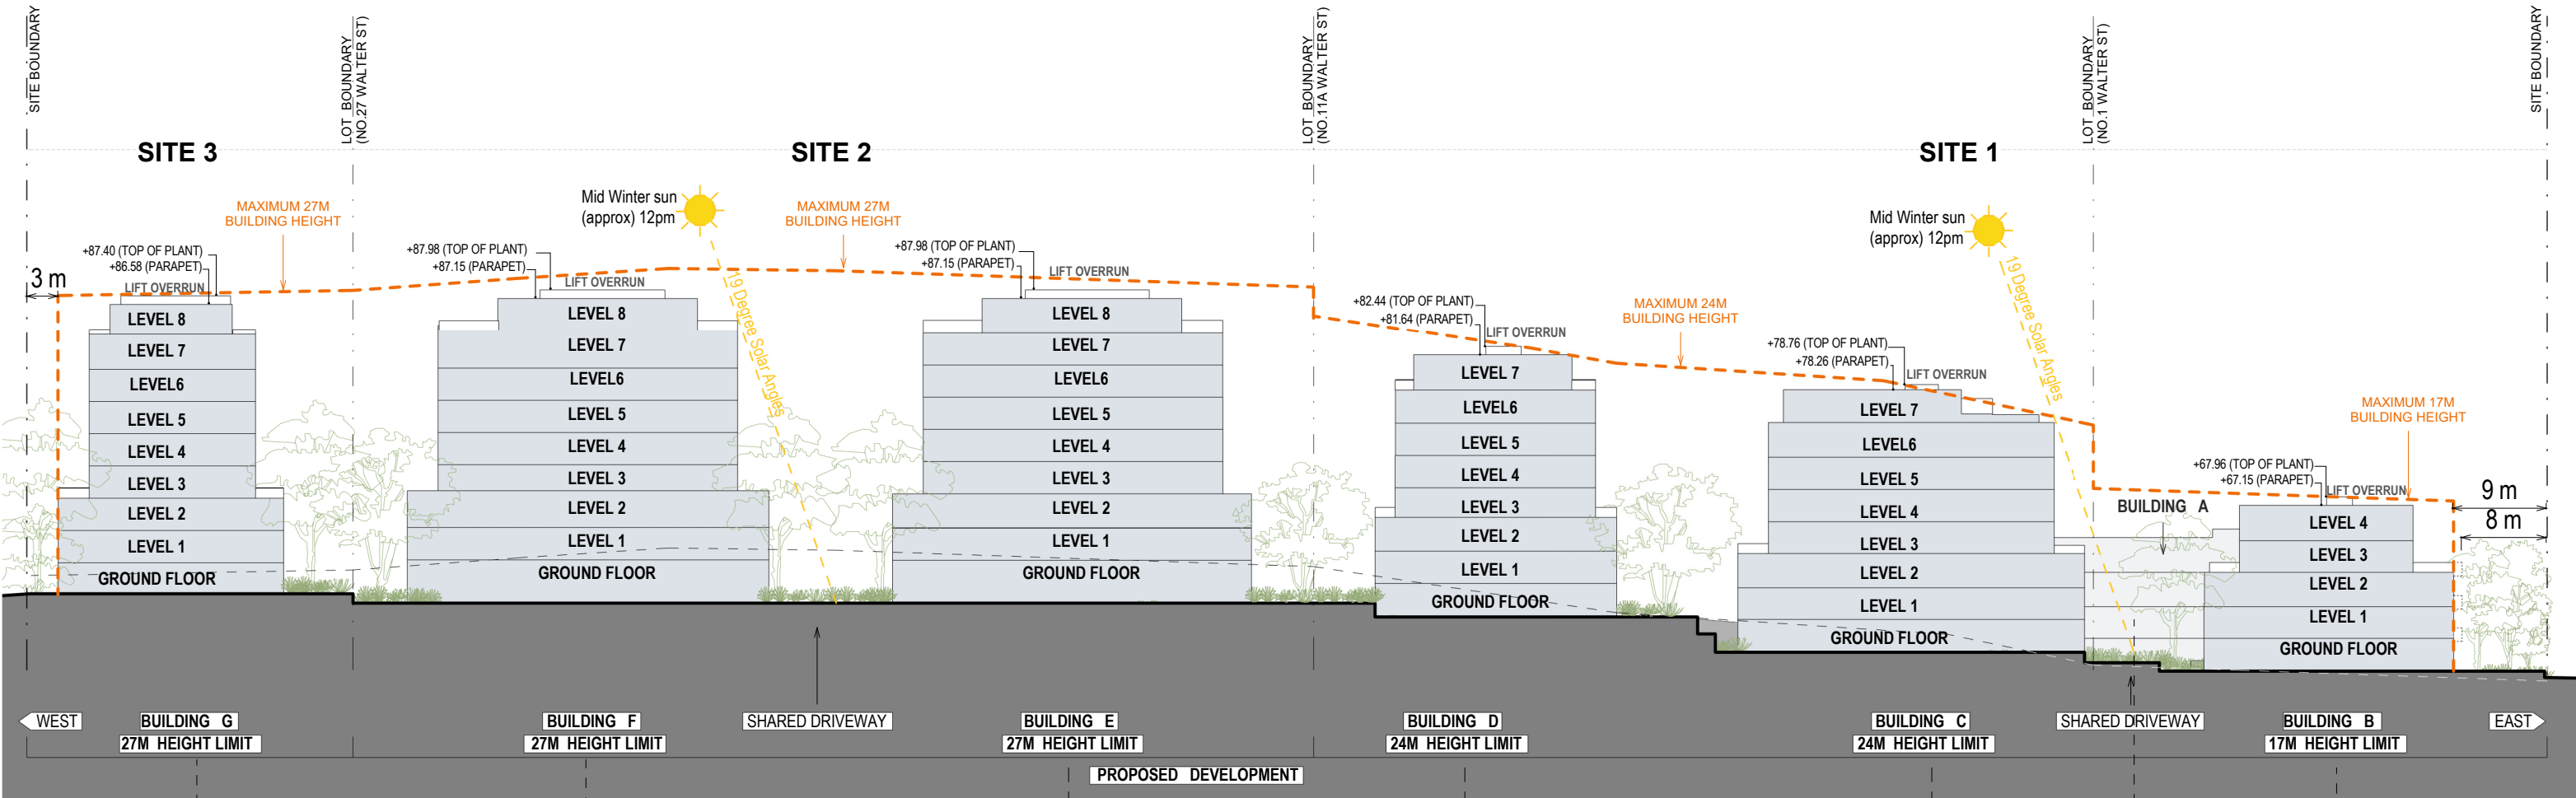 SITE BOUNDARY
LOT BOUNDARY
(NO.27 WALTER ST)
LOT BOUNDARY
(NO.11A WALTER ST)
LOT BOUNDARY
(NO.1 WALTER ST)
SITE BOUNDARY
SITE 3
SITE 2
SITE 1
MAXIMUM 27M
BUILDING HEIGHT
Mid Winter sun
(approx) 12pm
MAXIMUM 27M
BUILDING HEIGHT
Mid Winter sun
(approx) 12pm
MAXIMUM 24M
BUILDING HEIGHT
MAXIMUM 17M
BUILDING HEIGHT
19 Degree Solar Angles
19 Degree Solar Angles
3 m
9 m
8 m
+87.40 (TOP OF PLANT)
+86.58 (PARAPET)
LIFT OVERRUN
LEVEL 8
LEVEL 7
LEVEL6
LEVEL 5
LEVEL 4
LEVEL 3
LEVEL 2
LEVEL 1
GROUND FLOOR
+87.98 (TOP OF PLANT)
+87.15 (PARAPET)
LIFT OVERRUN
LEVEL 8
LEVEL 7
LEVEL6
LEVEL 5
LEVEL 4
LEVEL 3
LEVEL 2
LEVEL 1
GROUND FLOOR
+87.98 (TOP OF PLANT)
+87.15 (PARAPET)
LIFT OVERRUN
LEVEL 8
LEVEL 7
LEVEL6
LEVEL 5
LEVEL 4
LEVEL 3
LEVEL 2
LEVEL 1
GROUND FLOOR
+82.44 (TOP OF PLANT)
+81.64 (PARAPET)
LIFT OVERRUN
LEVEL 7
LEVEL6
LEVEL 5
LEVEL 4
LEVEL 3
LEVEL 2
LEVEL 1
GROUND FLOOR
+78.76 (TOP OF PLANT)
+78.26 (PARAPET)
LIFT OVERRUN
LEVEL 7
LEVEL6
LEVEL 5
LEVEL 4
LEVEL 3
LEVEL 2
LEVEL 1
GROUND FLOOR
BUILDING A
+67.96 (TOP OF PLANT)
+67.15 (PARAPET)
LIFT OVERRUN
LEVEL 4
LEVEL 3
LEVEL 2
LEVEL 1
GROUND FLOOR
WEST
BUILDING G
27M HEIGHT LIMIT
BUILDING F
27M HEIGHT LIMIT
SHARED DRIVEWAY
BUILDING E
27M HEIGHT LIMIT
BUILDING D
24M HEIGHT LIMIT
BUILDING C
24M HEIGHT LIMIT
SHARED DRIVEWAY
BUILDING B
17M HEIGHT LIMIT
EAST
PROPOSED DEVELOPMENT